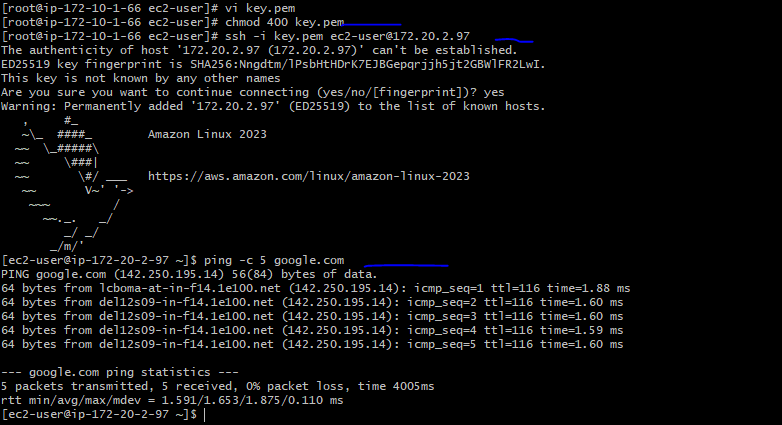 [root@ip-172-10-1-66 ec2-user]# vi key.pem
[root@ip-172-10-1-66 ec2-user]# chmod 400 key.pem
[root@ip-172-10-1-66 ec2-user]# ssh -i key.pem ec2-user@172.20.2.97
The authenticity of host '172.20.2.97 (172.20.2.97)' can't be established.
ED25519 key fingerprint is SHA256:Nngdtm/lPsbHtHDrK7EJBGepqrjjh5jt2GBWlFR2LwI.
This key is not known by any other names
Are you sure you want to continue connecting (yes/no/[fingerprint])? yes
Warning: Permanently added '172.20.2.97' (ED25519) to the list of known hosts.
   ,     #_
   ~\_  ####_        Amazon Linux 2023
  ~~  \_#####\
  ~~     \###|
  ~~       \#/ ___   https://aws.amazon.com/linux/amazon-linux-2023
   ~~       V~' '->
    ~~~         /
      ~~._.   _/
         _/ _/
       _/m/'
[ec2-user@ip-172-20-2-97 ~]$ ping -c 5 google.com
PING google.com (142.250.195.14) 56(84) bytes of data.
64 bytes from lcboma-at-in-f14.1e100.net (142.250.195.14): icmp_seq=1 ttl=116 time=1.88 ms
64 bytes from del12s09-in-f14.1e100.net (142.250.195.14): icmp_seq=2 ttl=116 time=1.60 ms
64 bytes from del12s09-in-f14.1e100.net (142.250.195.14): icmp_seq=3 ttl=116 time=1.60 ms
64 bytes from del12s09-in-f14.1e100.net (142.250.195.14): icmp_seq=4 ttl=116 time=1.59 ms
64 bytes from del12s09-in-f14.1e100.net (142.250.195.14): icmp_seq=5 ttl=116 time=1.60 ms
--- google.com ping statistics ---
5 packets transmitted, 5 received, 0% packet loss, time 4005ms
rtt min/avg/max/mdev = 1.591/1.653/1.875/0.110 ms
[ec2-user@ip-172-20-2-97 ~]$